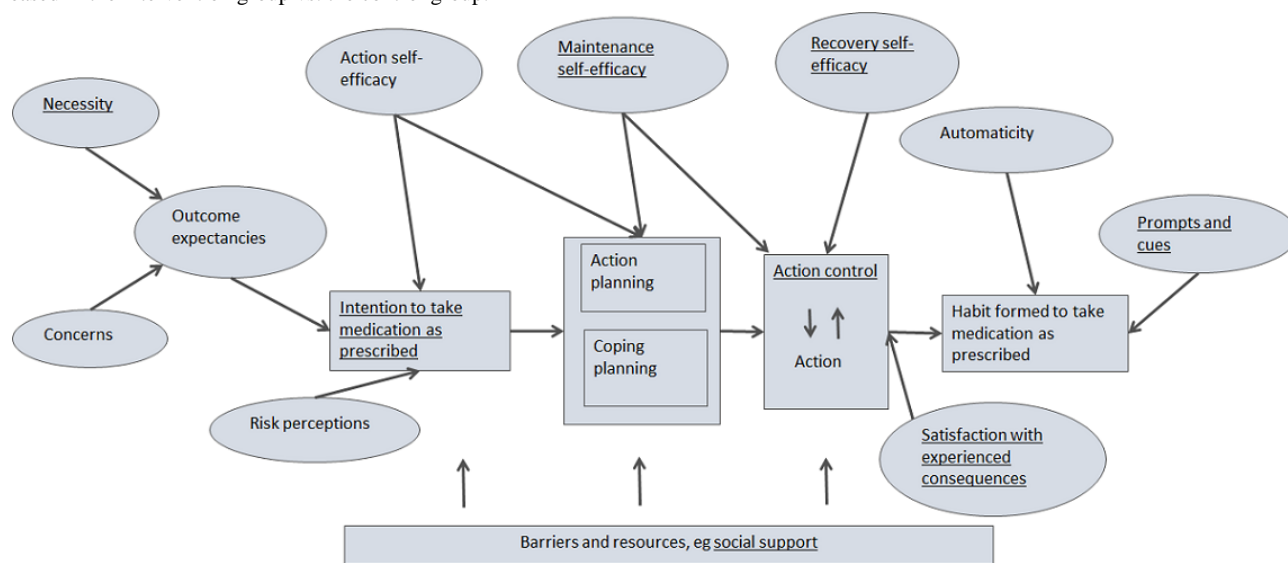 Action self-
efficacy
Maintenance
self-efficacy
Recovery self-
efficacy
Necessity
Automaticity
Outcome
expectancies
Prompts and
cues
Action
planning
Action control
Intention to take
medication as
prescribed
Habit formed to take
medication as
prescribed
Concerns
Coping
planning
Action
Risk perceptions
Satisfaction with
experienced
consequences
Barriers and resources, eg social support